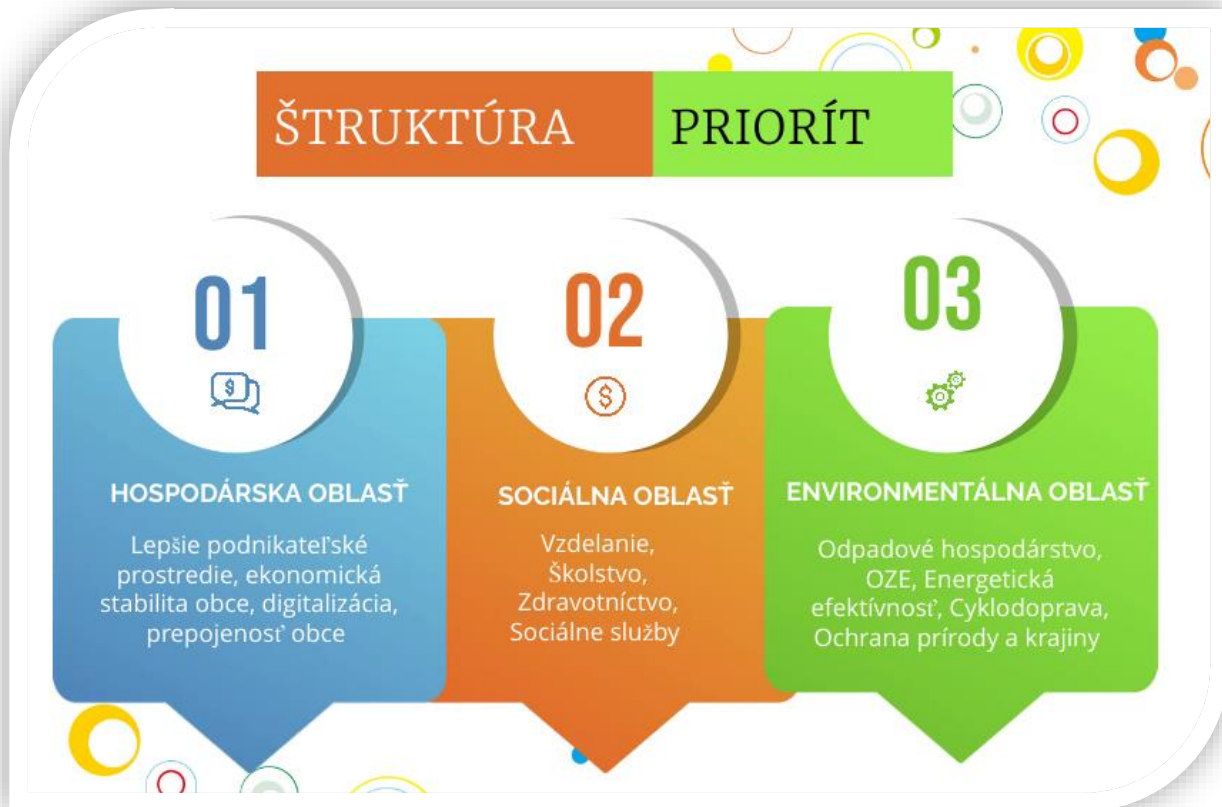 ŠTRUKTÚRA PRIORÍT
01
HOSPODÁRSKA OBLASŤ
Lepšie podnikateľské
prostredie, ekonomická
stabilita obce, digitalizácia,
prepojenosť obce
02
SOCIÁLNA OBLASŤ
Vzdelanie,
Školstvo,
Zdravotníctvo,
Sociálne služby
03
ENVIRONMENTÁLNA OBLASŤ
Odpadové hospodárstvo,
OZE, Energetická
efektívnosť, Cyklodoprava,
Ochrana prírody a krajiny